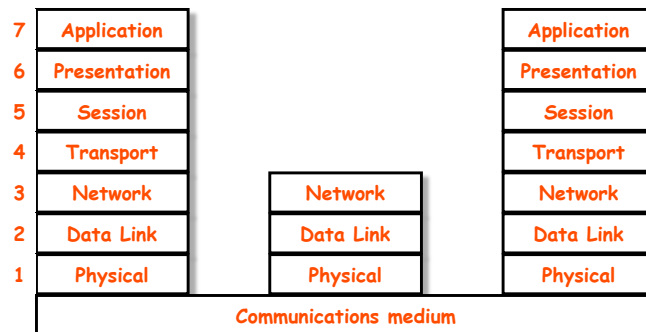 7 Application Application
6 Presentation Presentation
5 Session Session
4 Transport Transport
3 Network Network Network
2 Data Link Data Link Data Link
1 Physical Physical Physical
Communications medium